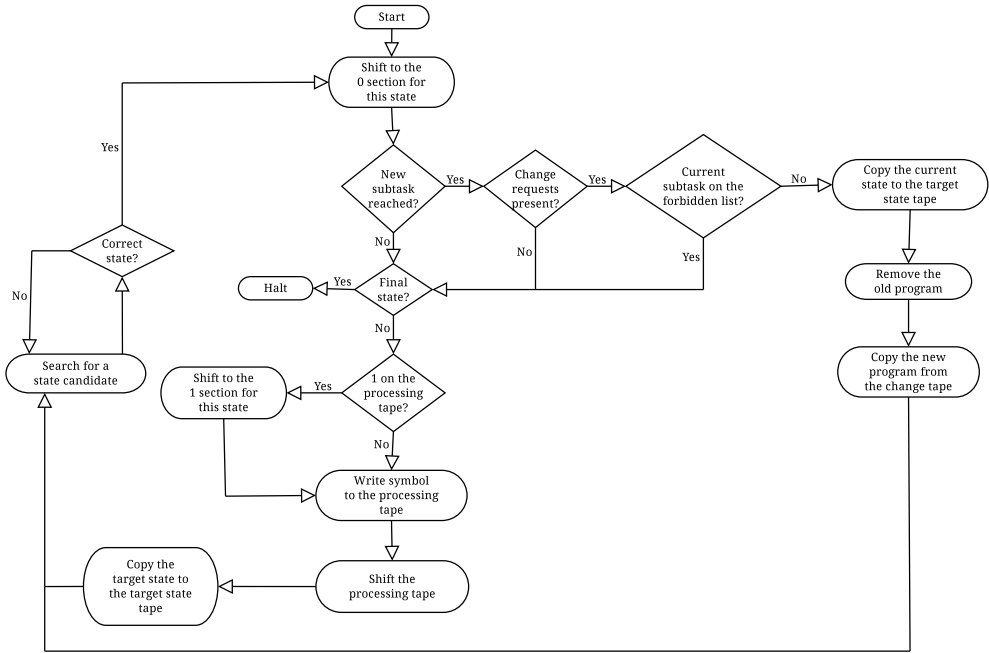 Start
Shift to the
0 section for
this state
Yes
New
subtask
reached?
Yes
Change
requests
present?
Yes
Current
subtask on the
forbidden list?
No
Copy the current
state to the target
state tape
Correct
state?
No
No
Yes
Remove the
old program
Halt
Yes
Final
state?
No
No
Search for a
state candidate
Shift to the
1 section for
this state
Yes
1 on the
processing
tape?
Copy the new
program from
the change tape
No
Write symbol
to the processing
tape
Copy the
target state to
the target state
tape
Shift the
processing tape